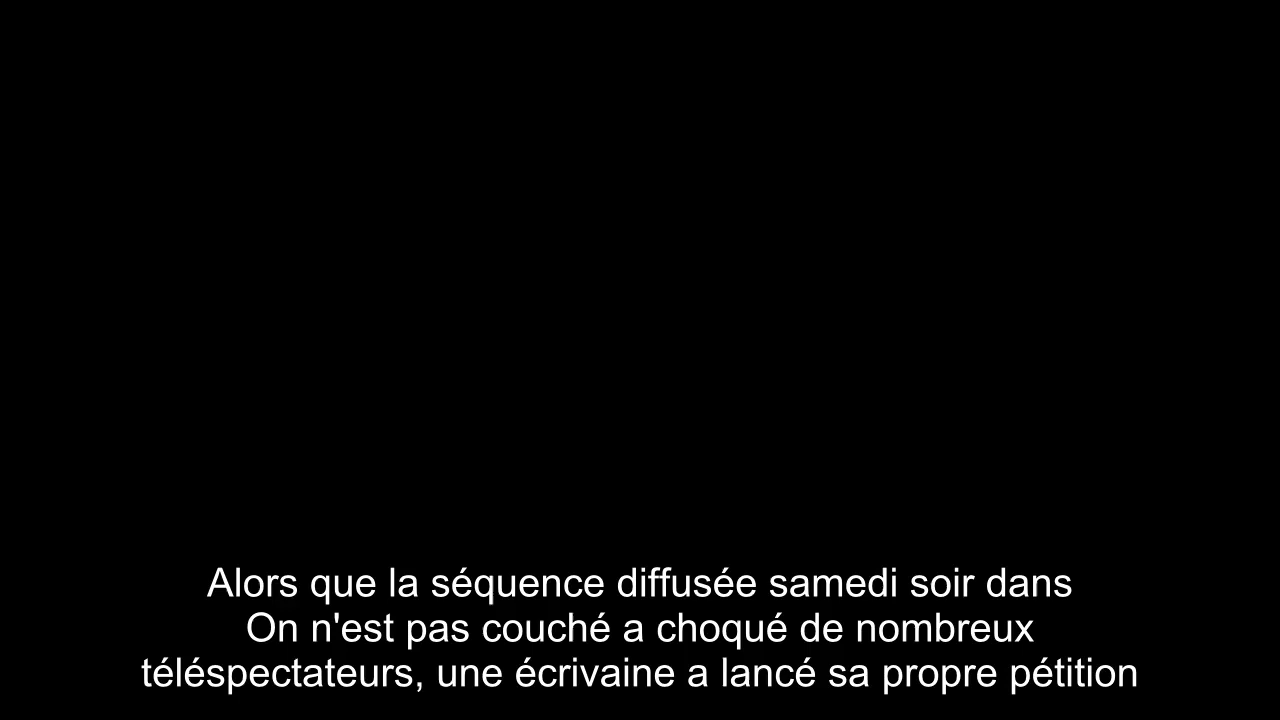 Alors que la séquence diffusée samedi soir dans
On n'est pas couché a choqué de nombreux
téléspectateurs, une écrivaine a lancé sa propre pétition